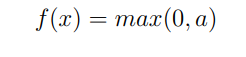 f(x) = max(0, a)